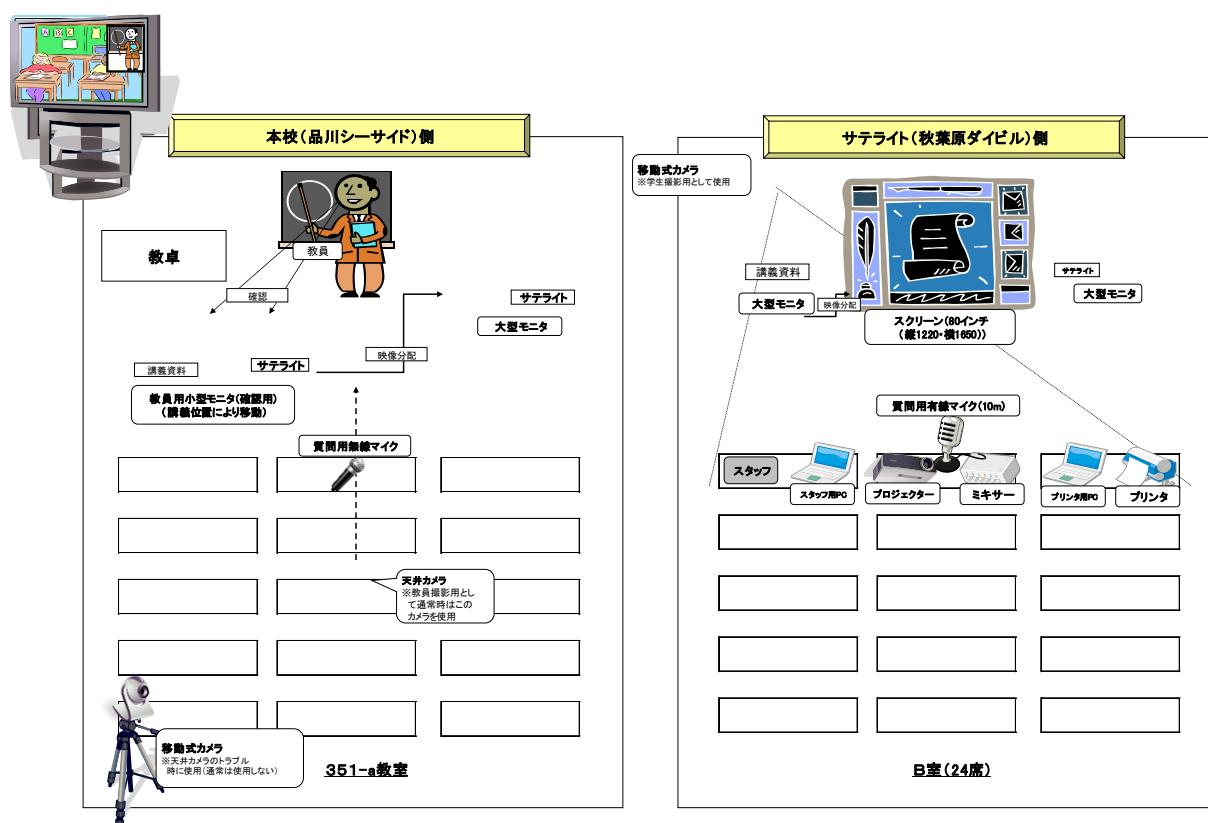 本校(品川シーサイド)側
教卓
教員
確認
サテライト
大型モニタ
映像分配
サテライト
講義資料
教員用小型モニタ(確認用)
(講義位置により移動)
質問用無線マイク
天井カメラ
※教員撮影用とし
て通常時はこの
カメラを使用
移動式カメラ
※天井カメラのトラブル
時に使用(通常は使用しない)
351-a教室
サテライト(秋葉原ダイビル)側
移動式カメラ
※学生撮影用として使用
講義資料
大型モニタ
映像分配
サテライト
大型モニタ
スクリーン(80インチ
(縦1220・横1650))
質問用有線マイク(10m)
スタッフ
スタッフ用PC
プロジェクター
ミキサー
プリンタ用PC
プリンタ
B室(24席)